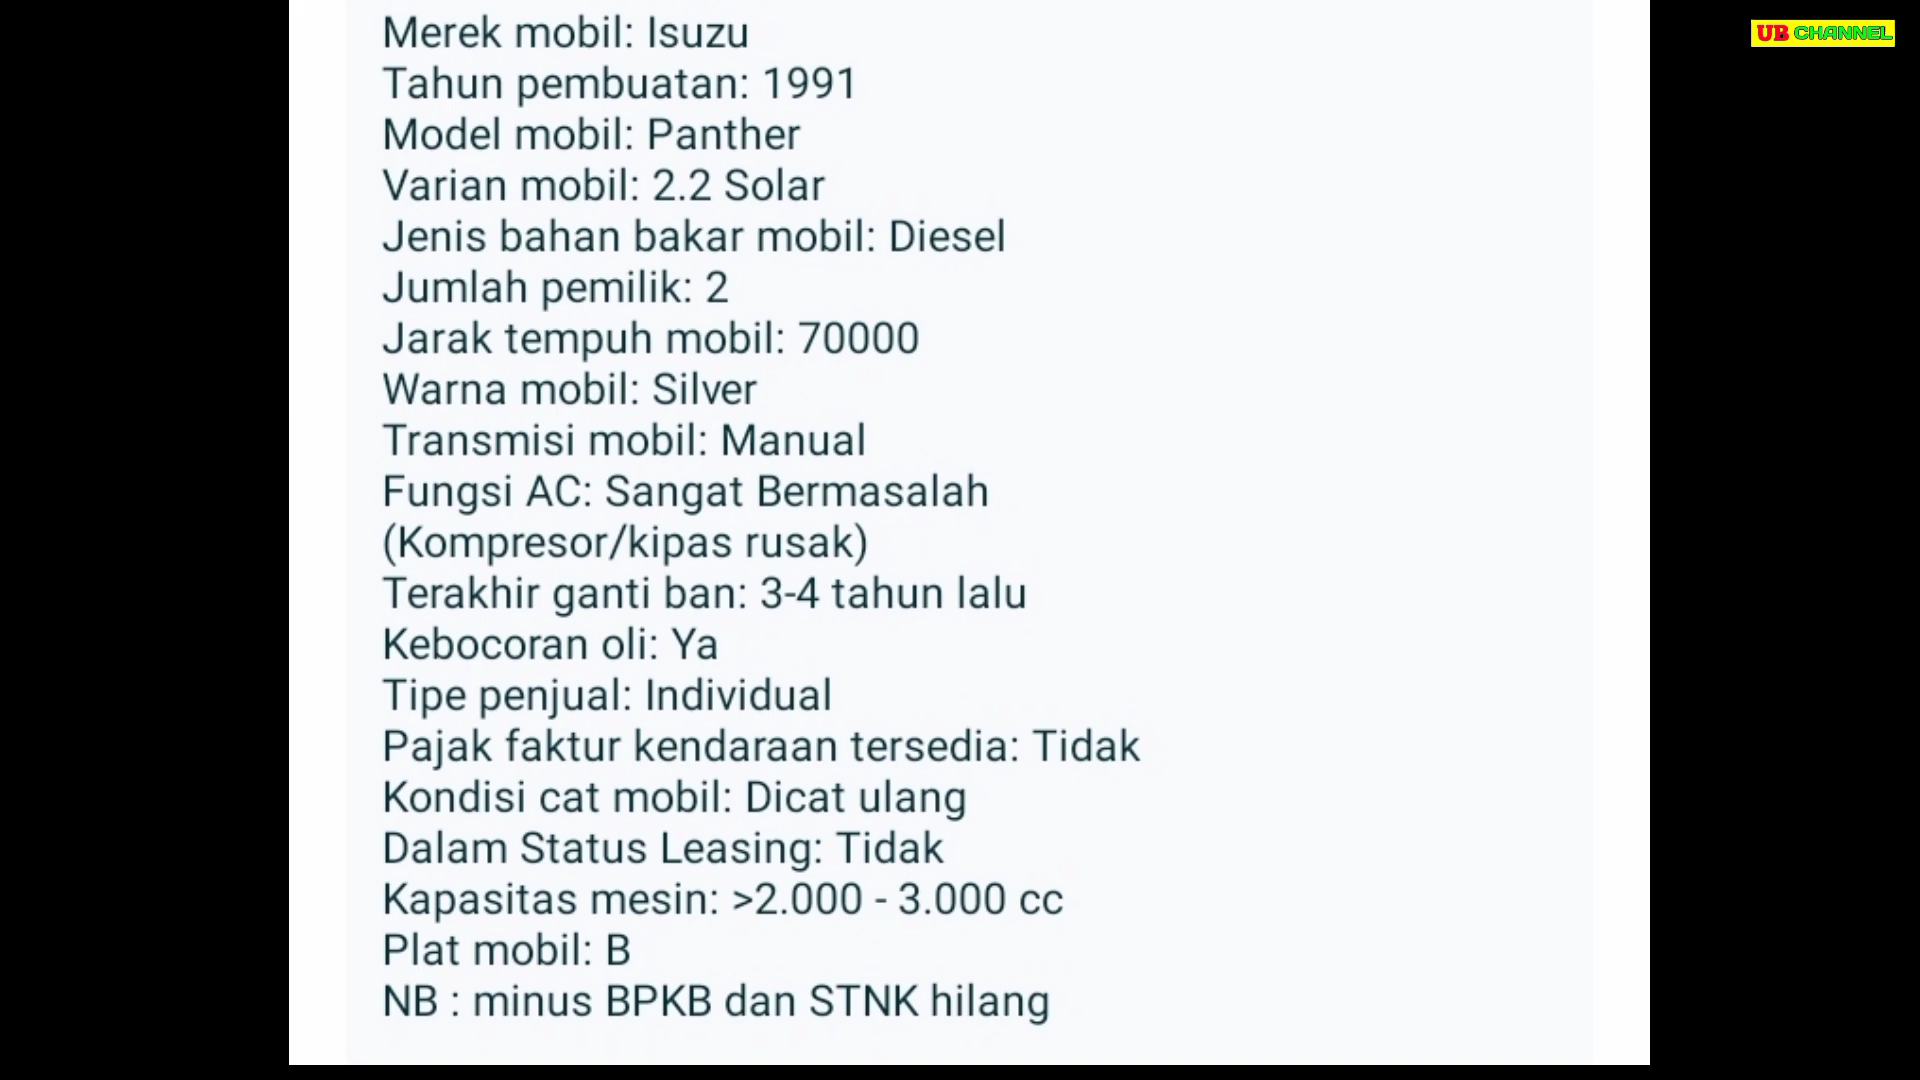 UB CHANNEL
Merek mobil: Isuzu
Tahun pembuatan: 1991
Model mobil: Panther
Varian mobil: 2.2 Solar
Jenis bahan bakar mobil: Diesel
Jumlah pemilik: 2
Jarak tempuh mobil: 70000
Warna mobil: Silver
Transmisi mobil: Manual
Fungsi AC: Sangat Bermasalah
(Kompresor/kipas rusak)
Terakhir ganti ban: 3-4 tahun lalu
Kebocoran oli: Ya
Tipe penjual: Individual
Pajak faktur kendaraan tersedia: Tidak
Kondisi cat mobil: Dicat ulang
Dalam Status Leasing: Tidak
Kapasitas mesin: >2.000 - 3.000 cc
Plat mobil: B
NB : minus BPKB dan STNK hilang